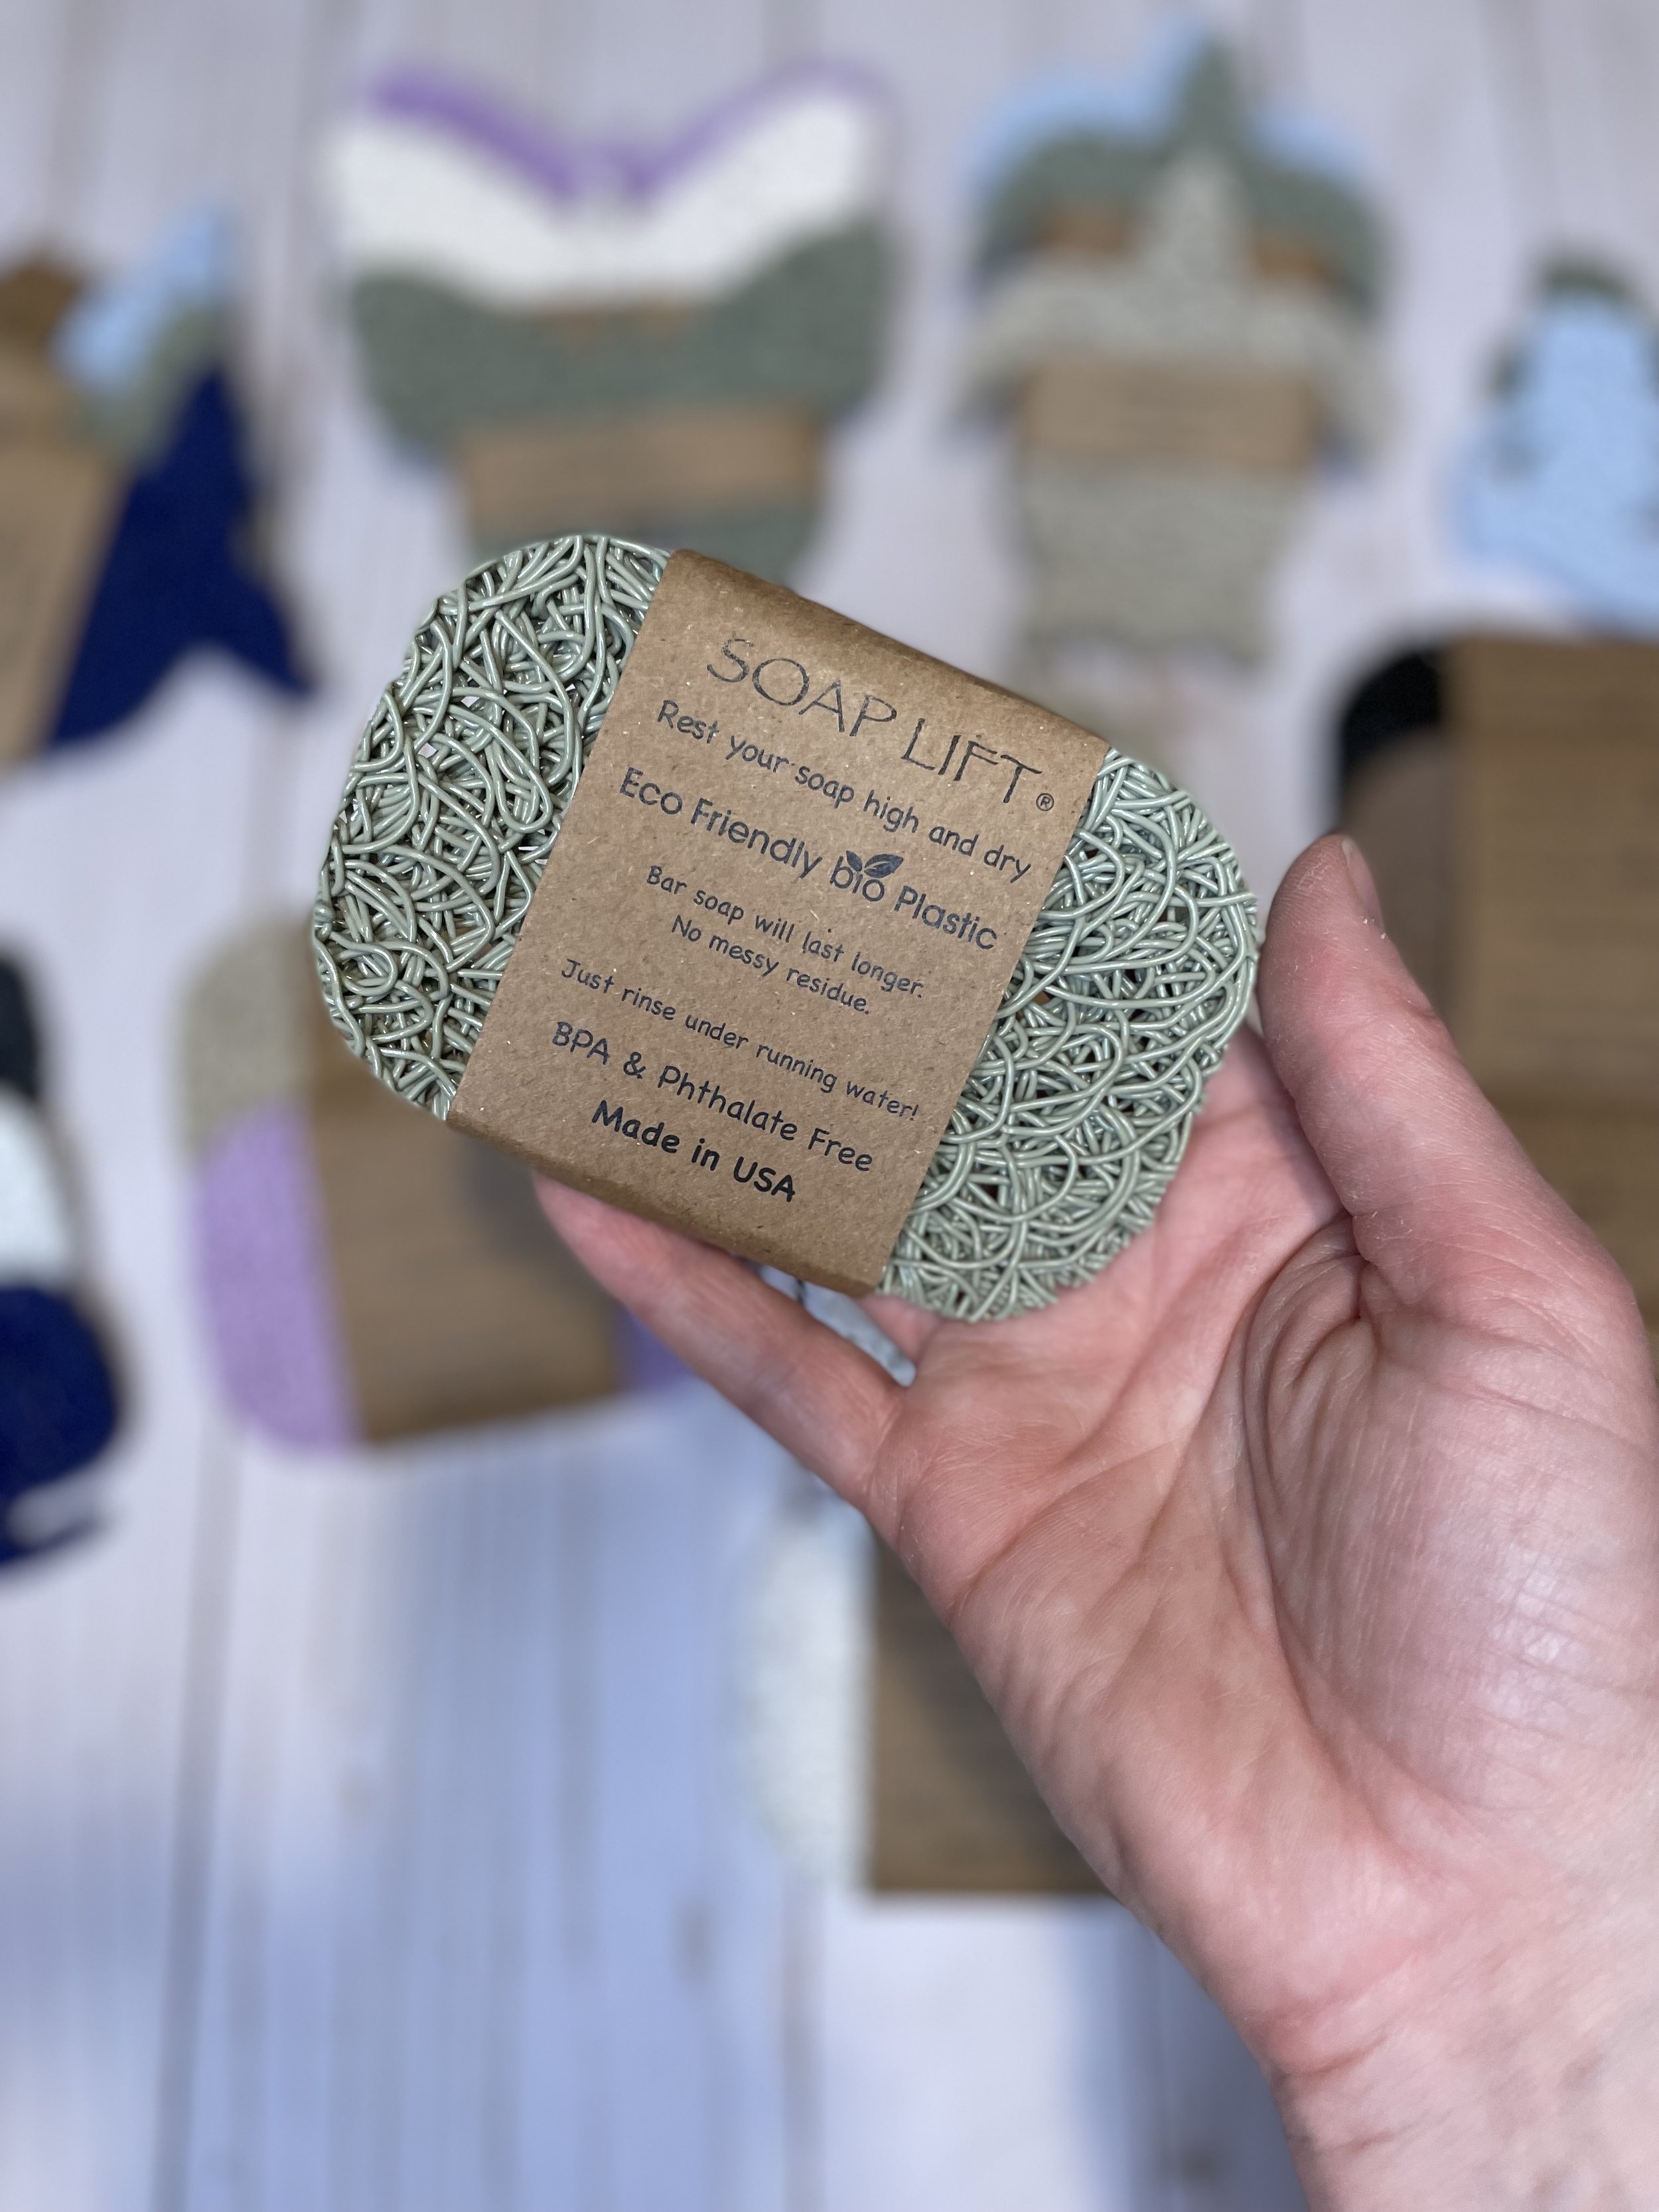 SOAP LIFT®
Rest your soap high and dry
Eco Friendly bio Plastic
Bar soap will last longer.
No messy residue.
Just rinse under running water!
BPA & Phthalate Free
Made in USA